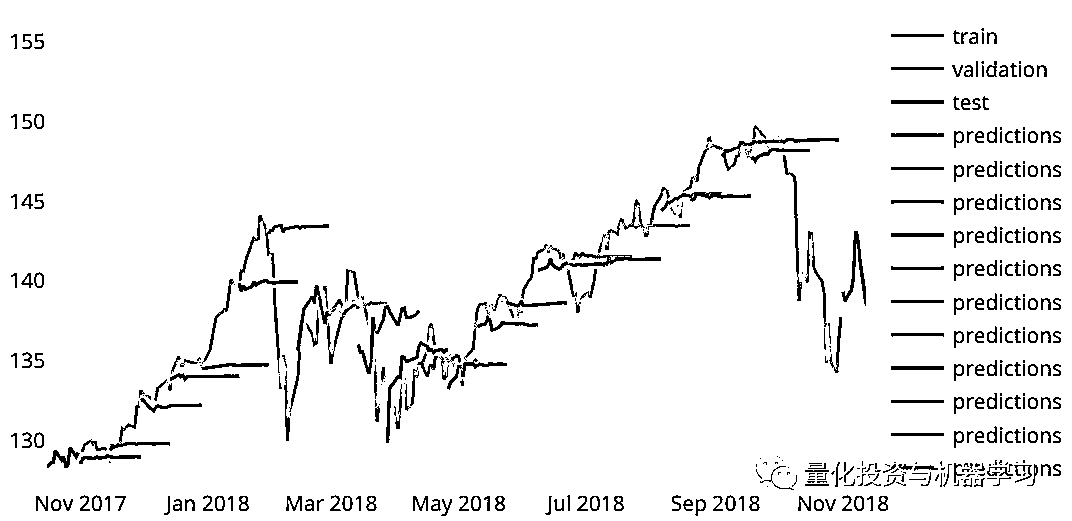 155
150
145
140
135
130
Nov 2017
Jan 2018
Mar 2018
May 2018
Jul 2018
Sep 2018
Nov 2018
train
validation
test
predictions
predictions
predictions
predictions
predictions
predictions
predictions
predictions
predictions
predictions
predictions
量化投资与机器学习